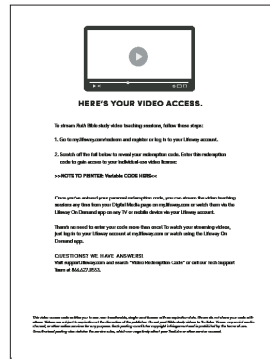 HERE'S YOUR VIDEO ACCESS.
To stream Faith Bible study video teaching sessions, follow these steps:
1. Go to my.lifeway.com/redeem and register or log in to your Lifeway account.
2. Scratch off the foil below to reveal your redemption code. Enter this redemption
code to gain access to your individual-use video license:
>>NOTE TO PRINTER: Variable CODE HERE<<
Once you've entered your personal redemption code, you can stream the video teaching
sessions any time from your Digital Media page on my.lifeway.com or watch them via the
Lifeway On Demand app on any TV or mobile device via your Lifeway account.
There's no need to enter your code more than once! To watch your streaming videos,
just log in to your Lifeway account at my.lifeway.com or watch using the Lifeway On
Demand app.
QUESTIONS? WE HAVE ANSWERS!
Visit support.lifeway.com and search "Video Redemption Code" or call our Tech Support
Team at 866.627.8553.